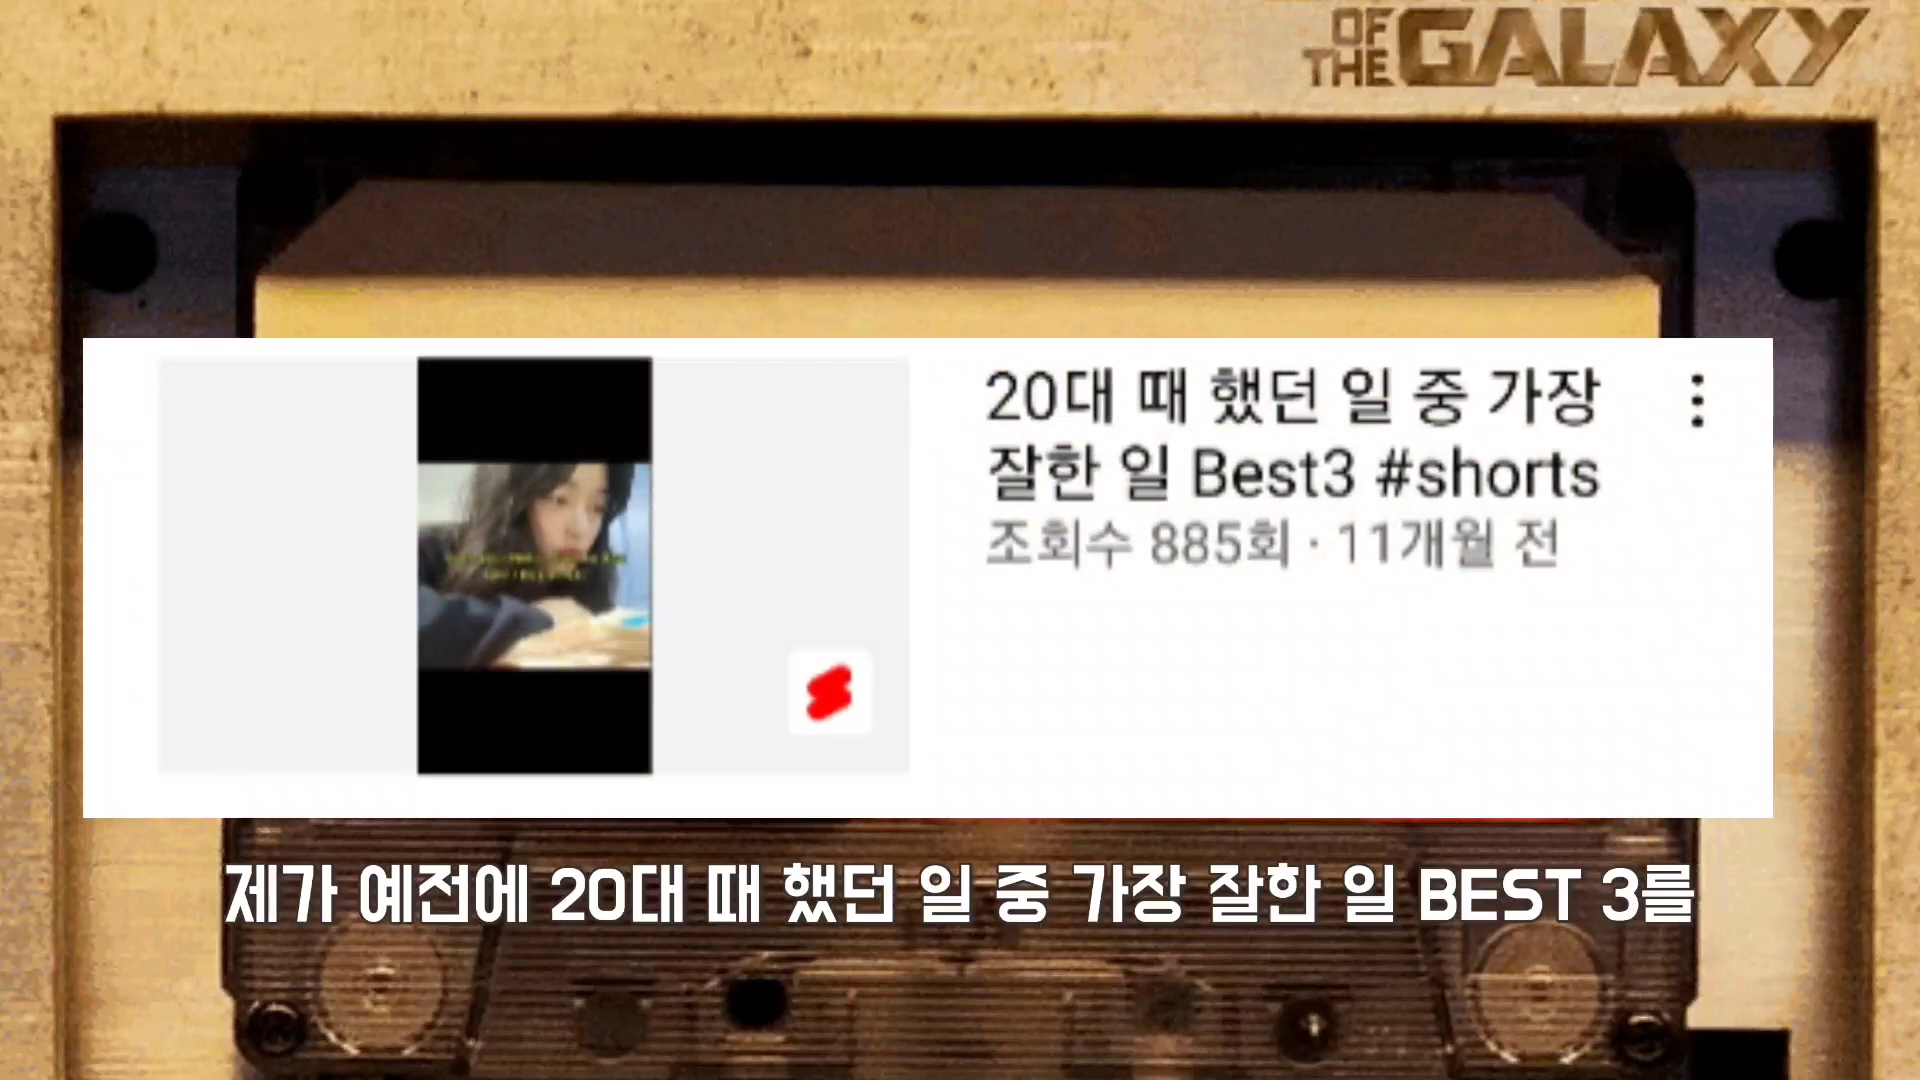 OF
THE GALAXY
20대 때 했던 일 중 가장
잘한 일 Best3 #shorts
조회수 885회 · 11개월 전
제가 예전에 20대 때 했던 일 중 가장 잘한 일 BEST 3를